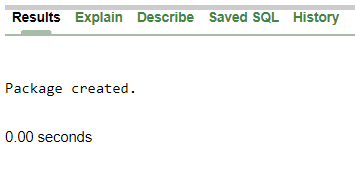 Results Explain Describe Saved SQL History
Package created.
0.00 seconds